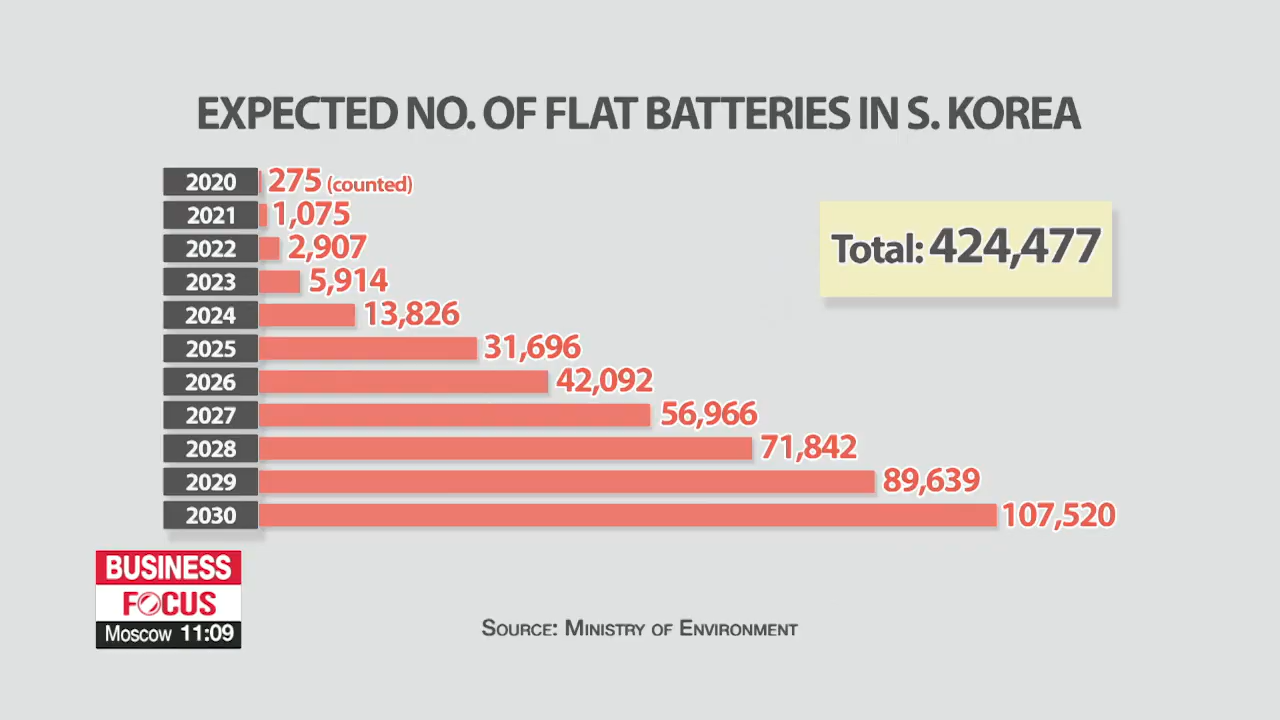 EXPECTED NO. OF FLAT BATTERIES IN S. KOREA
2020 275 (counted)
2021 1,075
2022 2,907
2023 5,914
2024 13,826
2025 31,696
2026 42,092
2027 56,966
2028 71,842
2029 89,639
2030 107,520
Total: 424,477
BUSINESS
FOCUS
MOSCOW 11:09
SOURCE: MINISTRY OF ENVIRONMENT